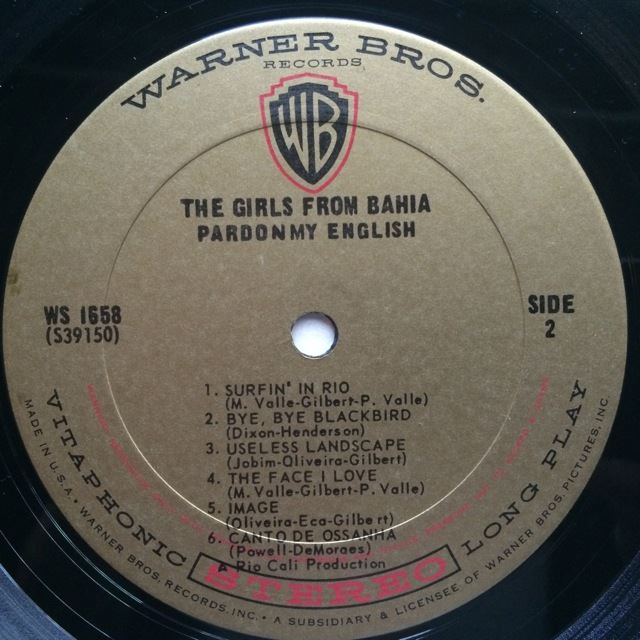 WARNER BROS.
RECORDS
WB
THE GIRLS FROM BAHIA
PARDON MY ENGLISH
WS 1658
(S39150)
SIDE
2
1. SURFIN' IN RIO
(M. Valle-Gilbert-P. Valle)
2. BYE, BYE BLACKBIRD
(Dixon-Henderson)
3. USELESS LANDSCAPE
(Jobim-Oliveira-Gilbert)
4. THE FACE I LOVE
(M. Valle-Gilbert-P. Valle)
5. IMAGE
(Oliveira-Eca-Gilbert)
6. CANTO DE OSSANHA
(Powell-DeMoraes)
A Rio Cali Production
VITAPHONIC STEREO LONG PLAY
MADE IN U.S.A. • WARNER BROS. RECORDS, INC. • A SUBSIDIARY & LICENSEE OF WARNER BROS. PICTURES, INC.